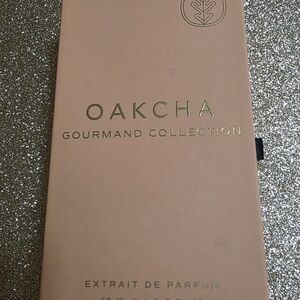 OAKCHA
GOURMAND COLLECTION
EXTRAIT DE PARFUM